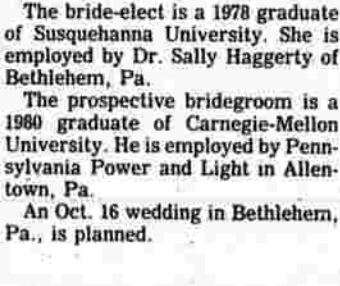 The bride-elect is a 1978 graduate
of Susquehanna University. She is
employed by Dr. Sally Haggerty of
Bethlehem, Pa.
The prospective bridegroom is a
1980 graduate of Carnegie-Mellon
University. He is employed by Penn-
sylvania Power and Light in Allen-
town, Pa.
An Oct. 16 wedding in Bethlehem,
Pa., is planned.